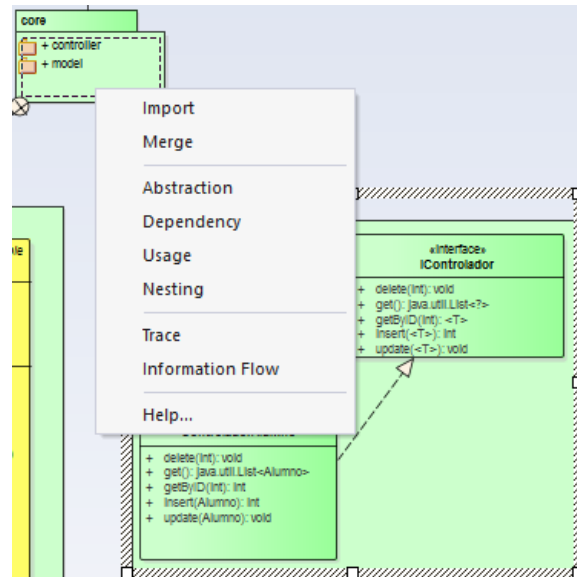 core
+ controller
+ model
Import
Merge
Abstraction
Dependency
Usage
Nesting
Trace
Information Flow
Help...
«interface»
IControlador
+ delete(int): void
+ get(): java.util.List<?>
+ getByID(int): <T>
+ insert(<T>): int
+ update(<T>): void
+ delete(int): void
+ get(): java.util.List<Alumno>
+ getByID(int): int
+ insert(Alumno): int
+ update(Alumno): void